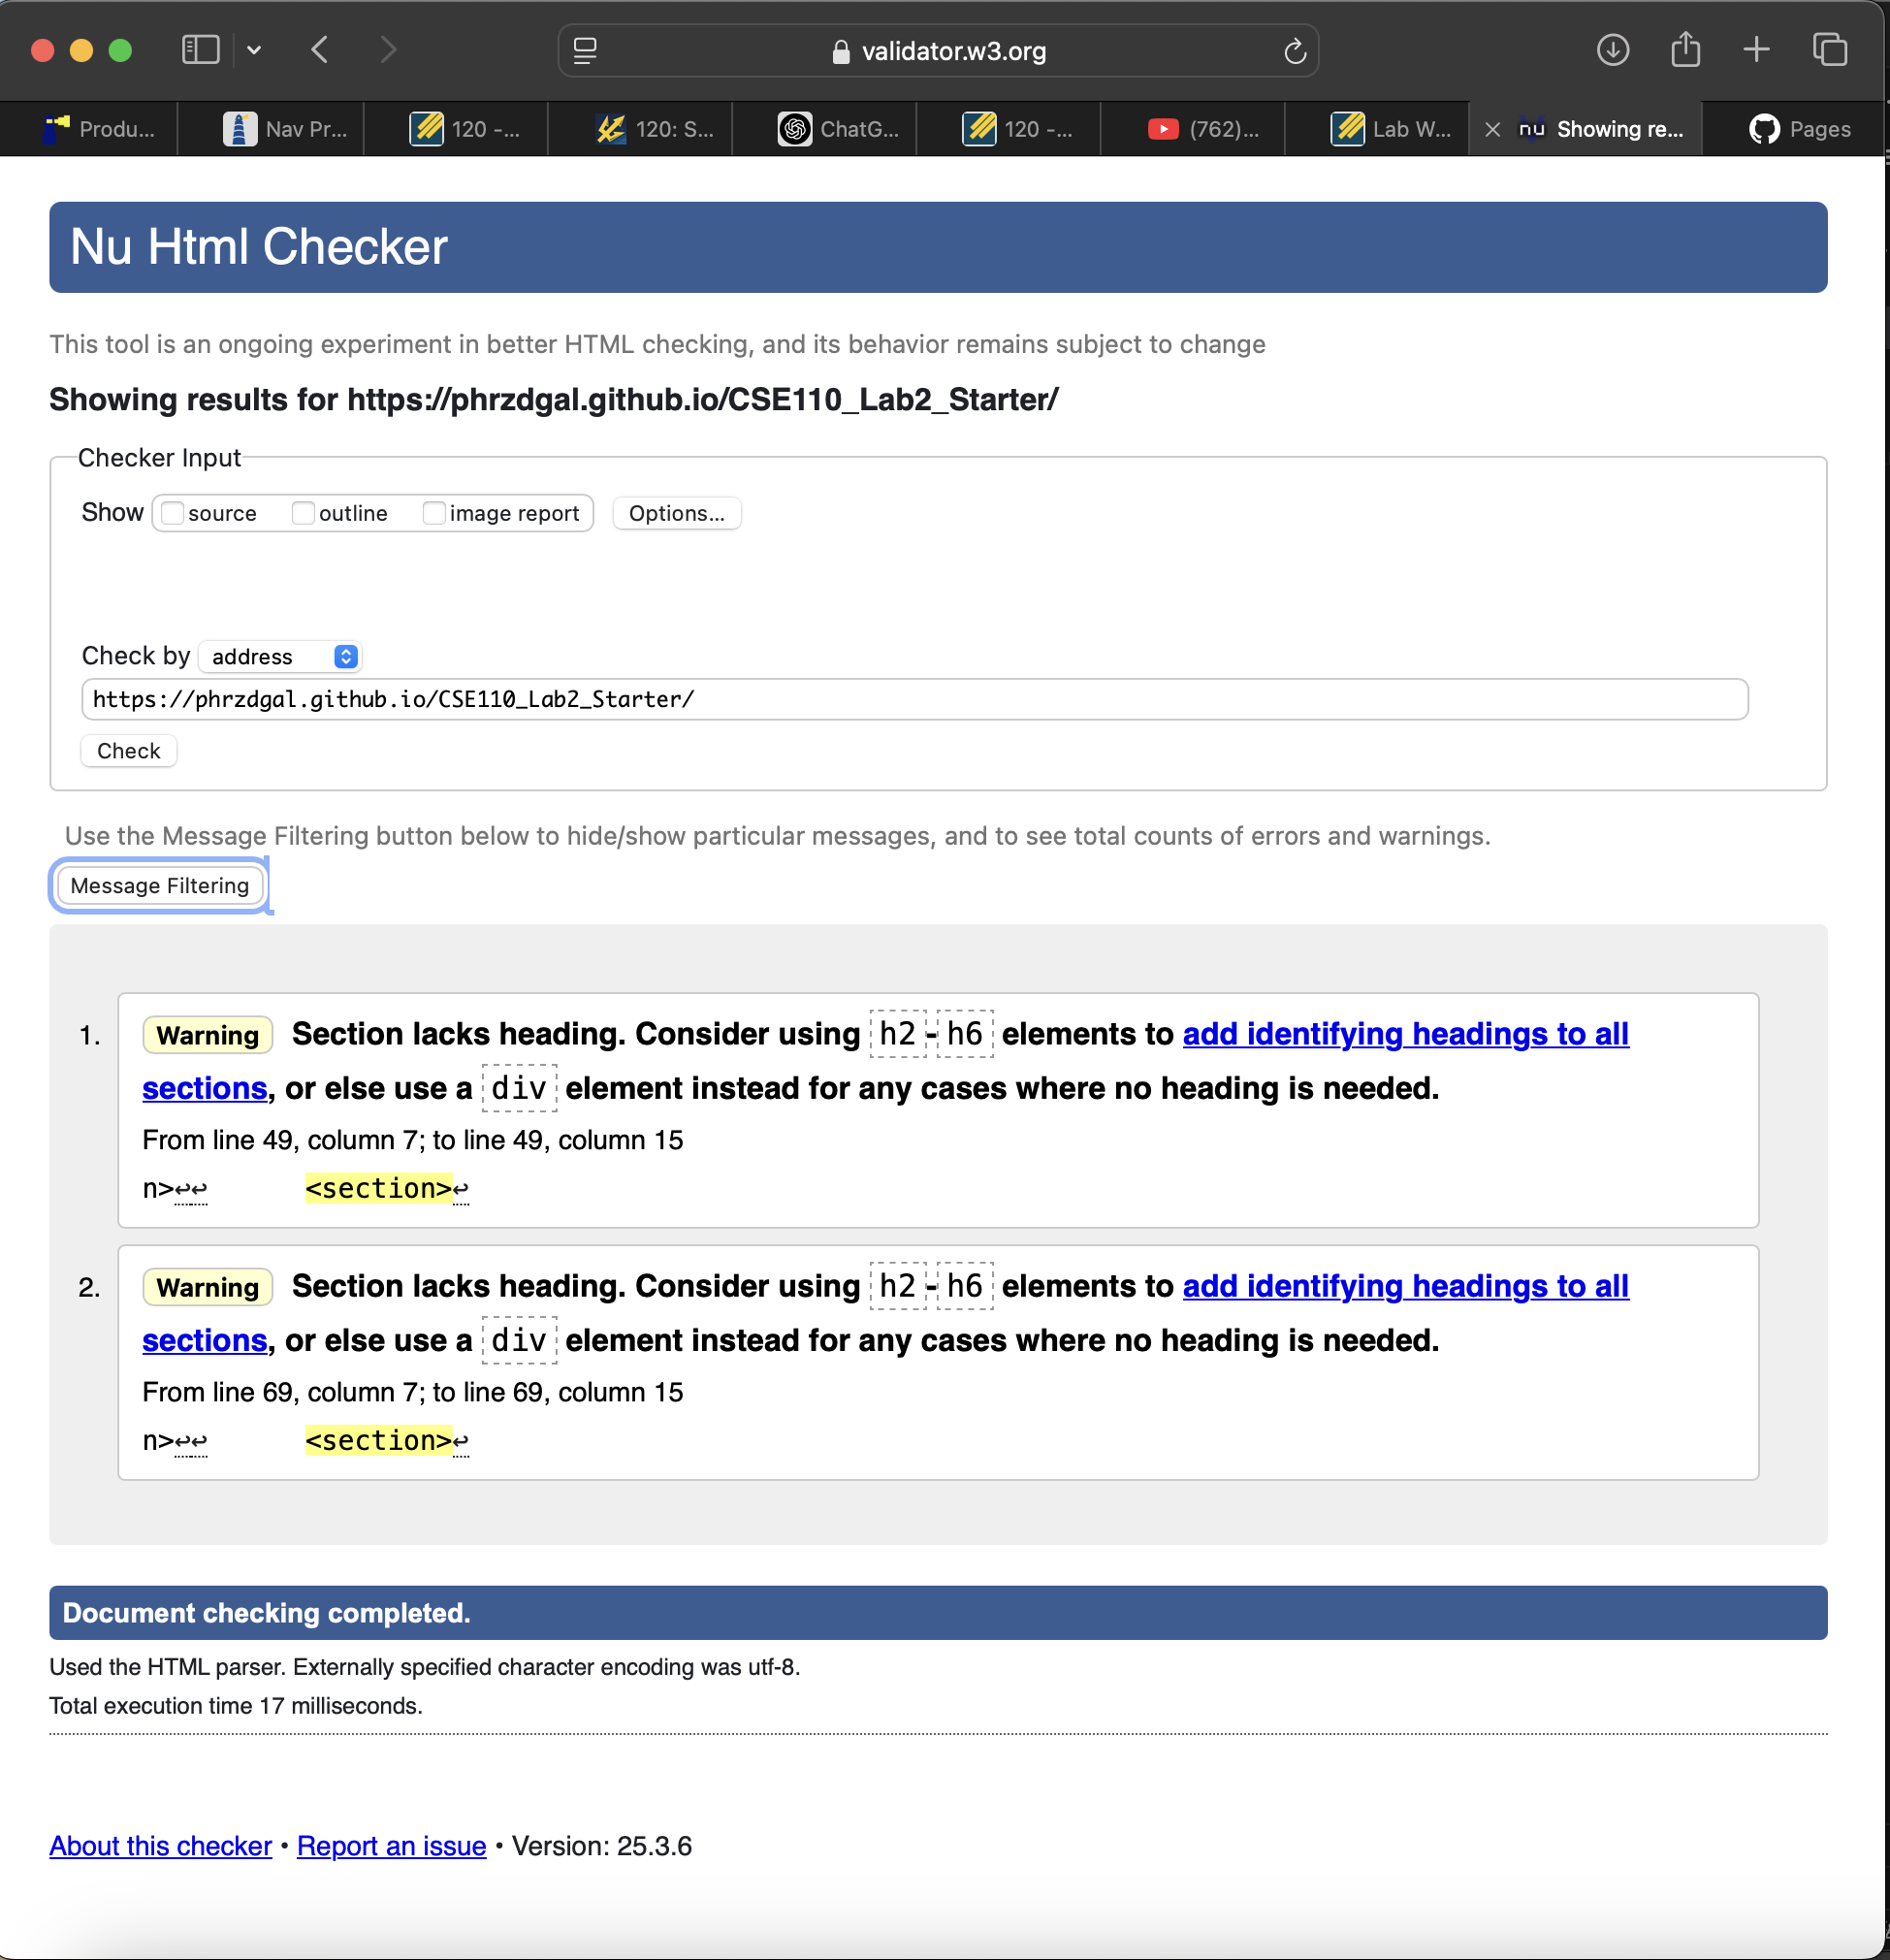 validator.w3.org
Produ...
Nav Pr...
120 -...
120: S...
ChatG...
120 -...
(762)...
Lab W...
nu Showing re...
Pages
Nu Html Checker
This tool is an ongoing experiment in better HTML checking, and its behavior remains subject to change
Showing results for https://phrzdgal.github.io/CSE110_Lab2_Starter/
Checker Input
Show source outline image report Options...
Check by address
https://phrzdgal.github.io/CSE110_Lab2_Starter/
Check
Use the Message Filtering button below to hide/show particular messages, and to see total counts of errors and warnings.
Message Filtering
1. Warning Section lacks heading. Consider using h2-h6 elements to add identifying headings to all
sections, or else use a div element instead for any cases where no heading is needed.
From line 49, column 7; to line 49, column 15
n>↩↩ <section>↩
2. Warning Section lacks heading. Consider using h2-h6 elements to add identifying headings to all
sections, or else use a div element instead for any cases where no heading is needed.
From line 69, column 7; to line 69, column 15
n>↩↩ <section>↩
Document checking completed.
Used the HTML parser. Externally specified character encoding was utf-8.
Total execution time 17 milliseconds.
About this checker • Report an issue • Version: 25.3.6